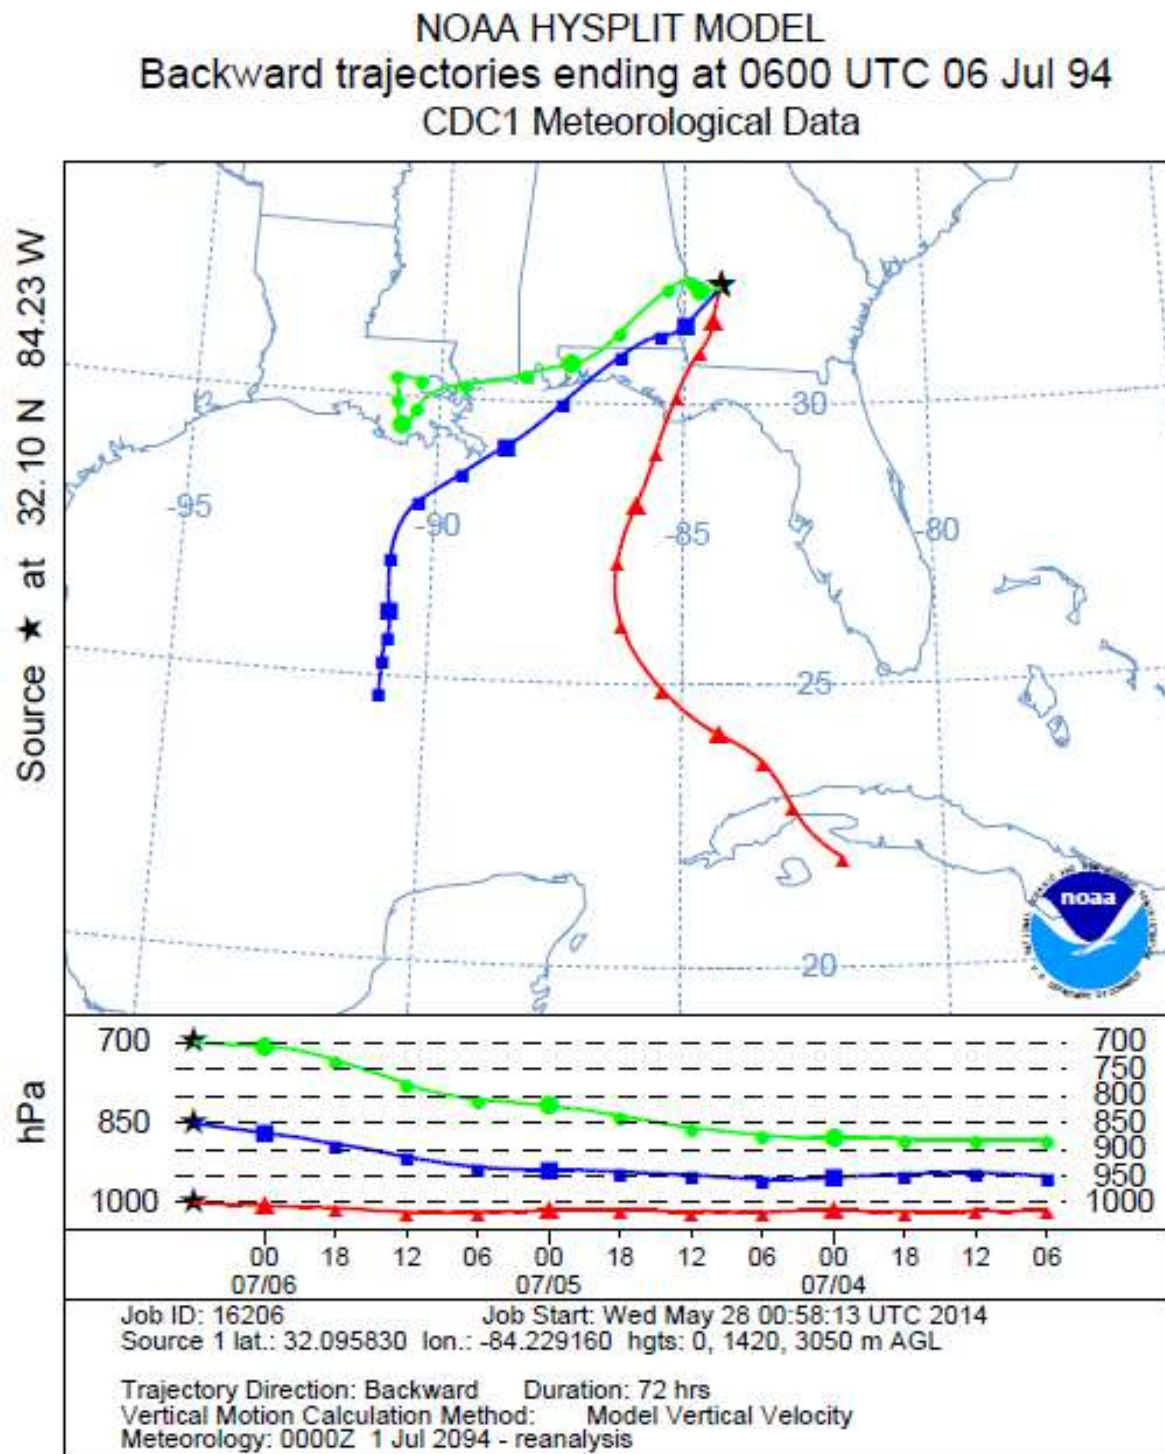 NOAA HYSPLIT MODEL
Backward trajectories ending at 0600 UTC 06 Jul 94
CDC1 Meteorological Data
Source ★ at 32.10 N 84.23 W
30
-95
-90
-85
-80
25
20
noaa
hPa
700
850
1000
700
750
800
850
900
950
1000
00 18 12 06 00 18 12 06 00 18 12 06
07/06 07/05 07/04
Job ID: 16206 Job Start: Wed May 28 00:58:13 UTC 2014
Source 1 lat.: 32.095830 lon.: -84.229160 hgts: 0, 1420, 3050 m AGL
Trajectory Direction: Backward Duration: 72 hrs
Vertical Motion Calculation Method: Model Vertical Velocity
Meteorology: 0000Z 1 Jul 2094 - reanalysis